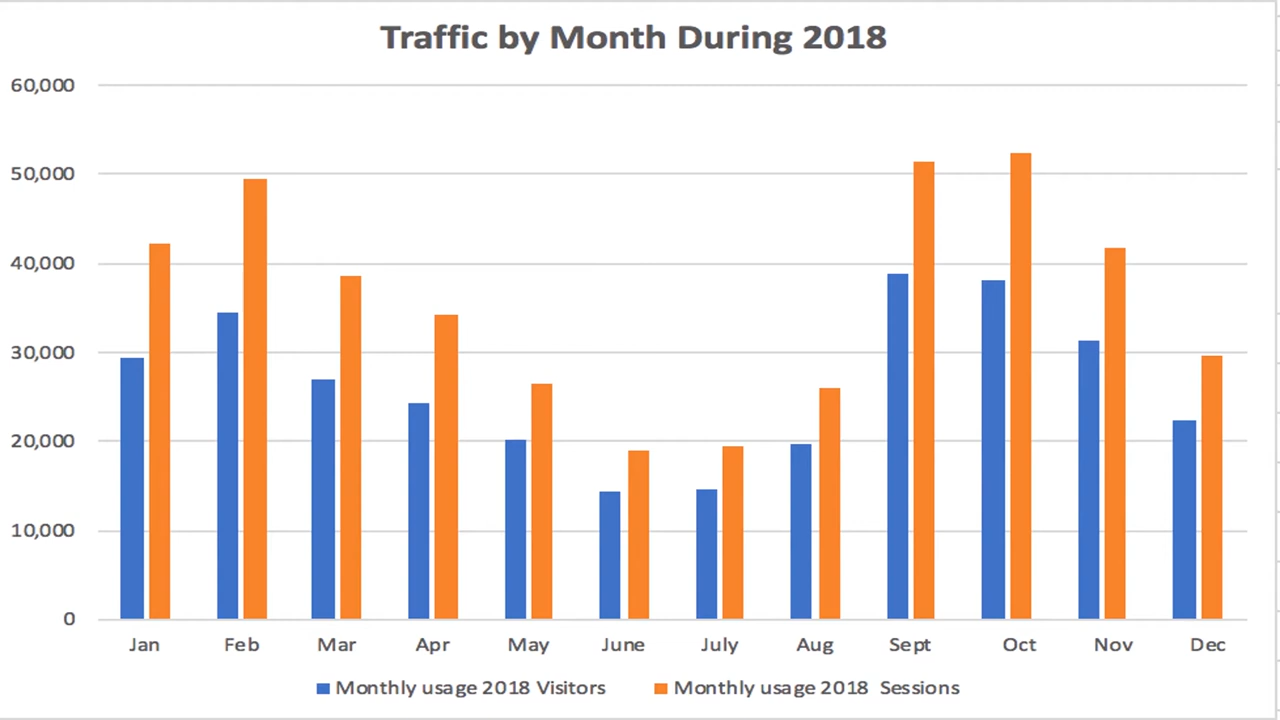 Traffic by Month During 2018
60,000
50,000
40,000
30,000
20,000
10,000
0
Jan Feb Mar Apr May June July Aug Sept Oct Nov Dec
Monthly usage 2018 Visitors Monthly usage 2018 Sessions